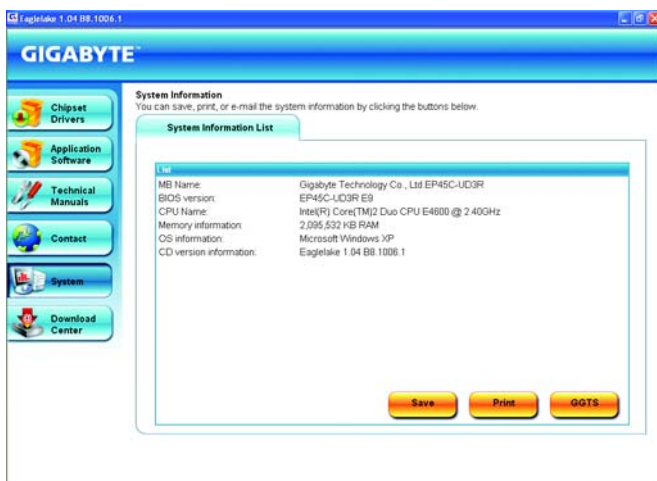 Eaglelake 1.04 B8.1006.1
GIGABYTE™
System Information
You can save, print, or e-mail the system information by clicking the buttons below.
System Information List
List
MB Name: Gigabyte Technology Co., Ltd.EP45C-UD3R
BIOS version: EP45C-UD3R E9
CPU Name: Intel(R) Core(TM)2 Duo CPU E4600 @ 2.40GHz
Memory information: 2,095,532 KB RAM
OS information: Microsoft Windows XP
CD version information: Eaglelake 1.04 B8.1006.1
Chipset
Drivers
Application
Software
Technical
Manuals
Contact
System
Download
Center
Save
Print
GGTS